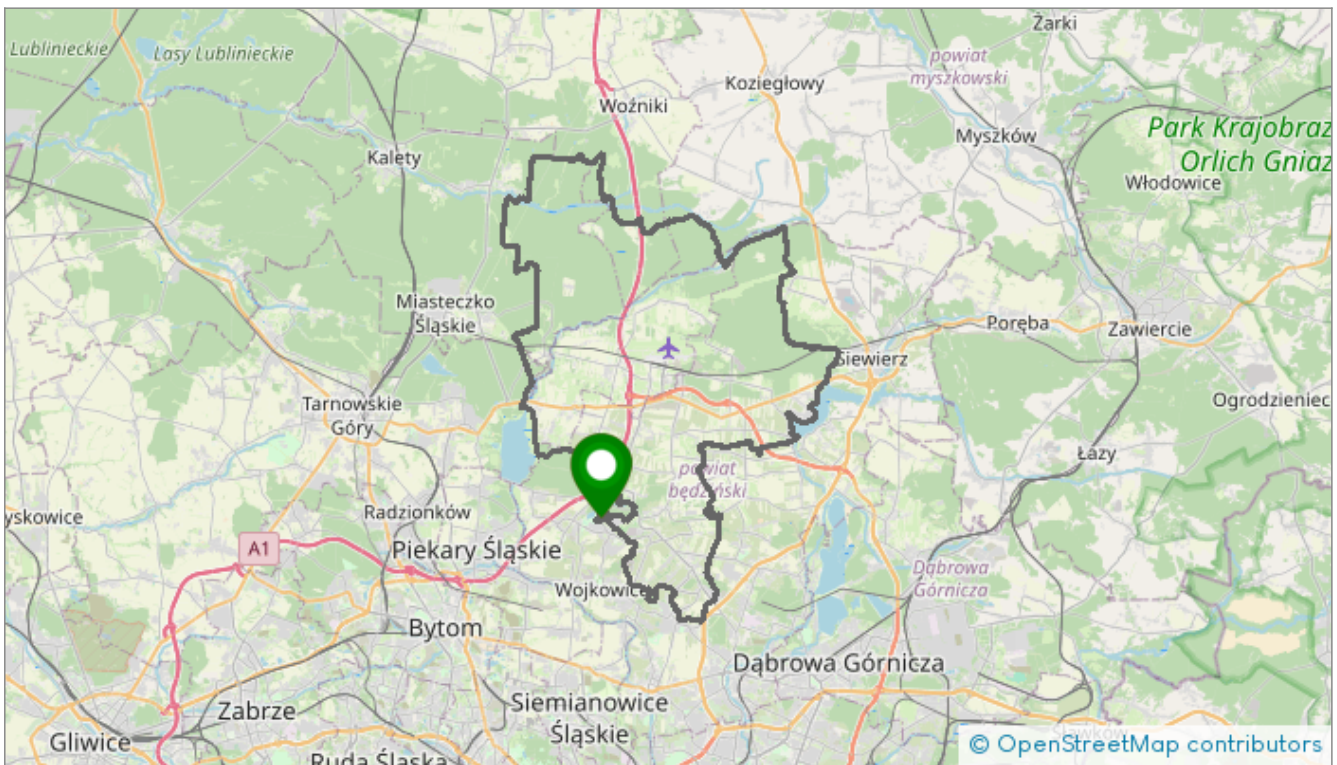 Żarki
Lublinieckie
Lasy Lublinieckie
powiat
myszkowski
Koziegłowy
Woźniki
Myszków
Park Krajobraz
Orlich Gniaz
Kalety
Włodowice
Miasteczko
Śląskie
Poręba
Zawiercie
Siewierz
Tarnowskie
Góry
Ogrodzieniec
Łazy
powiat
będziński
yskowice
Radzionków
A1
Piekary Śląskie
Dąbrowa
Górnicza
Wojkowice
Bytom
Dąbrowa Górnicza
Siemianowice
Śląskie
Zabrze
Gliwice
Ruda Śląska
© OpenStreetMap contributors